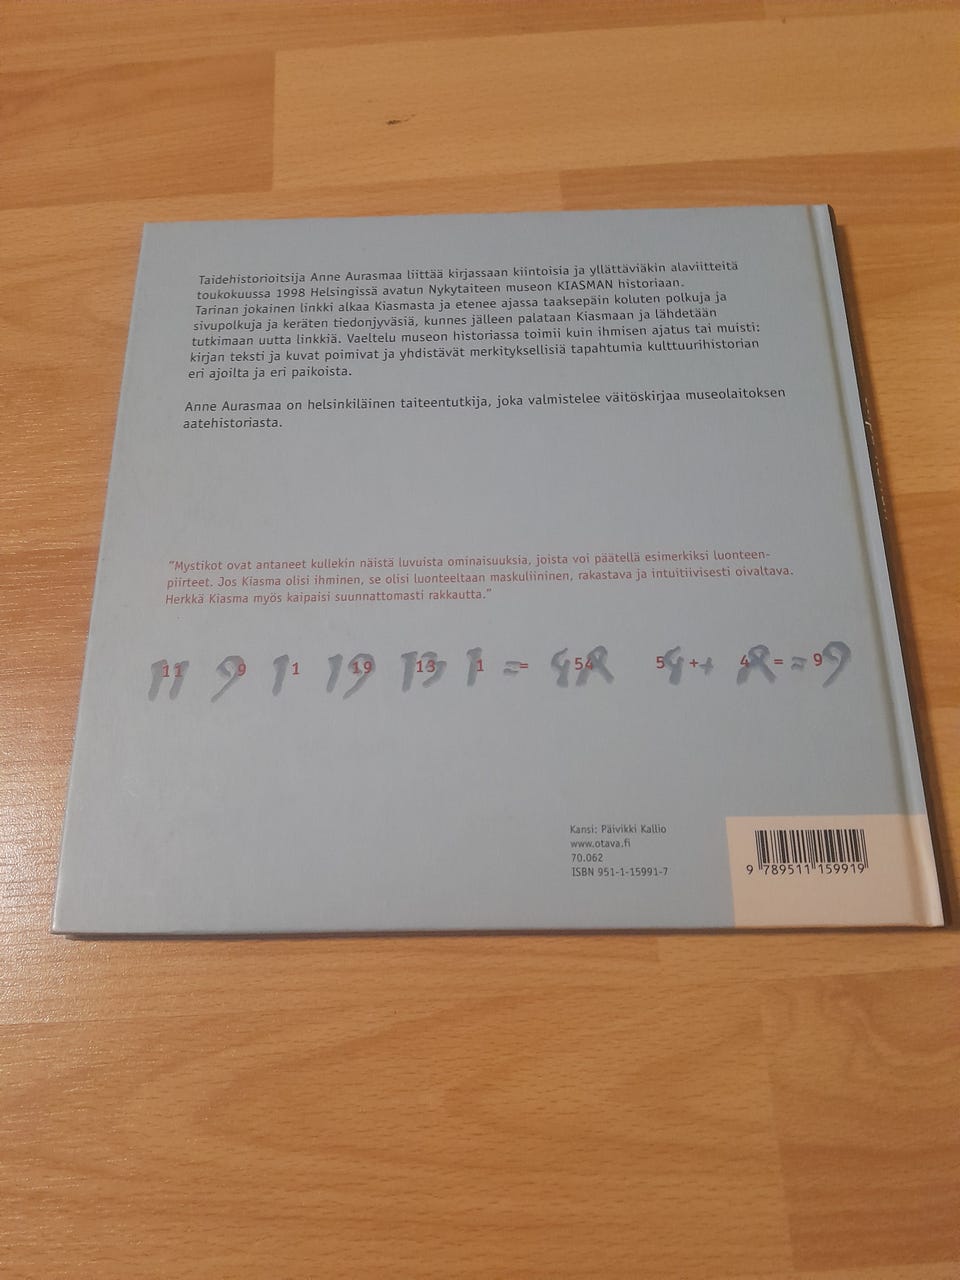 Taidehistorioitsija Anne Aurasmaa liittää kirjassaan kiintoisia ja yllättäviäkin alaviitteitä
toukokuussa 1998 Helsingissä avatun Nykytaiteen museon KIASMAN historiaan.
Tarinan jokainen linkki alkaa Kiasmasta ja etenee ajassa taaksepäin koluten polkuja ja
sivupolkuja ja keräten tiedonjyväsiä, kunnes jälleen palataan Kiasmaan ja lähdetään
tutkimaan uutta linkkiä. Vaeltelu museon historiassa toimii kuin ihmisen ajatus tai muisti:
kirjan teksti ja kuvat poimivat ja yhdistävät merkityksellisiä tapahtumia kulttuurihistorian
eri ajoilta ja eri paikoista.
Anne Aurasmaa on helsinkiläinen taiteentutkija, joka valmistelee väitöskirjaa museolaitoksen
aatehistoriasta.
"Mystikot ovat antaneet kullekin näistä luvuista ominaisuuksia, joista voi päätellä esimerkiksi luonteen-
piirteet. Jos Kiasma olisi ihminen, se olisi luonteeltaan maskuliininen, rakastava ja intuitiivisesti oivaltava.
Herkkä Kiasma myös kaipaisi suunnattomasti rakkautta."
11 9 1 19 13 1 = 54 5 + 4 = 9
Kansi: Päivikki Kallio
www.otava.fi
70.062
ISBN 951-1-15991-7
9 789511 159919